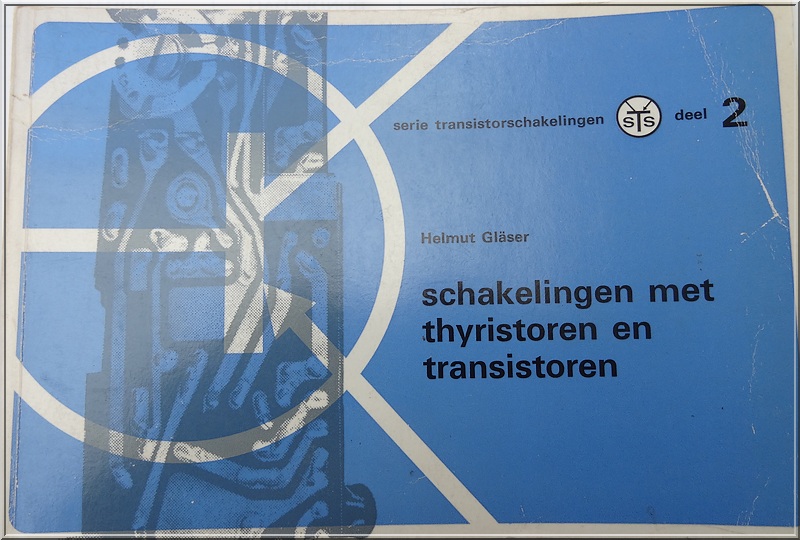 serie transistorschakelingen STS deel 2
Helmut Gläser
schakelingen met
thyristoren en
transistoren